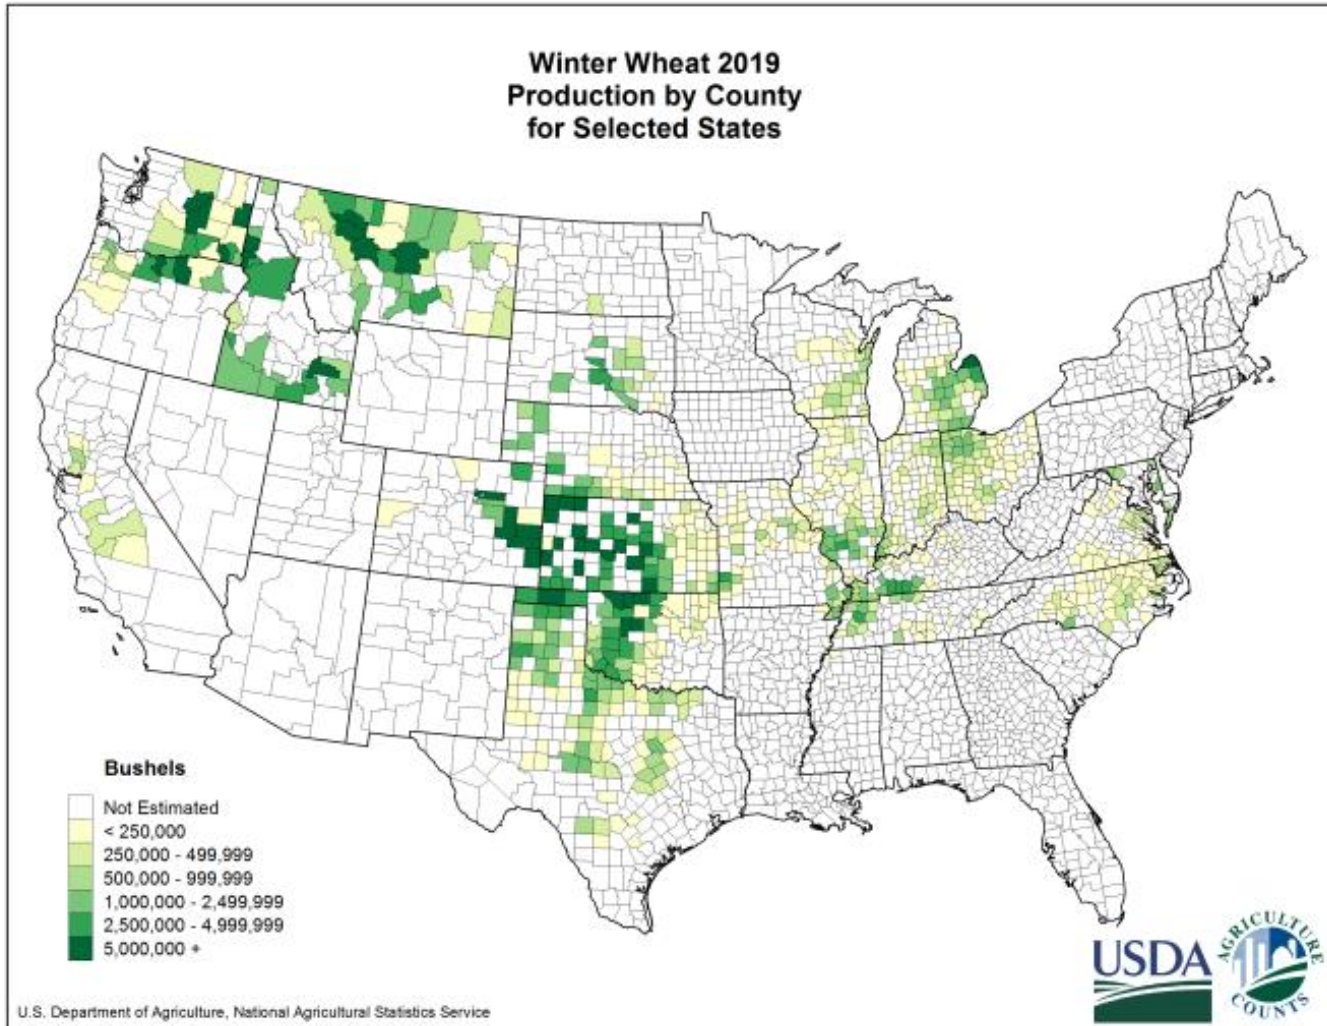 Winter Wheat 2019
Production by County
for Selected States
Bushels
Not Estimated
< 250,000
250,000 - 499,999
500,000 - 999,999
1,000,000 - 2,499,999
2,500,000 - 4,999,999
5,000,000 +
U.S. Department of Agriculture, National Agricultural Statistics Service
USDA
AGRICULTURE
COUNTS